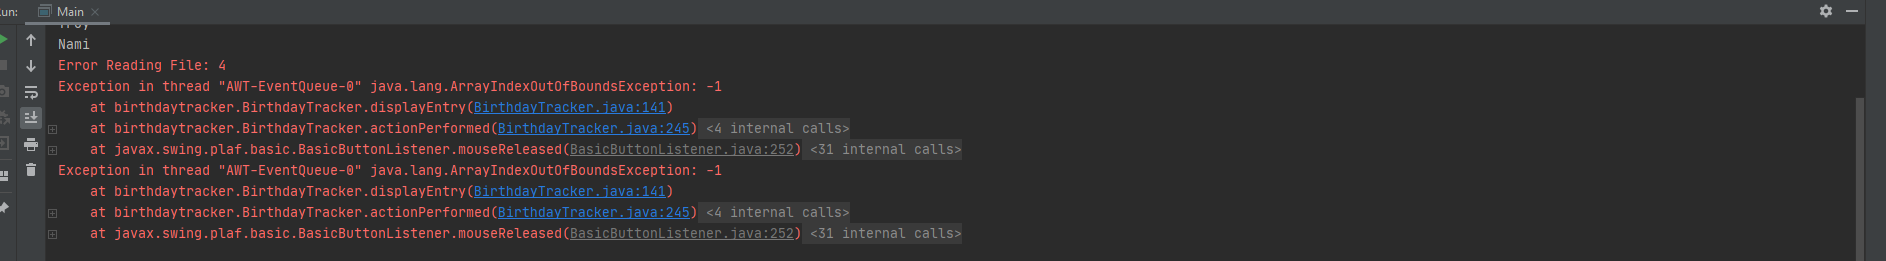 Main
Nami
Error Reading File: 4
Exception in thread "AWT-EventQueue-0" java.lang.ArrayIndexOutOfBoundsException: -1
at birthdaytracker.BirthdayTracker.displayEntry(BirthdayTracker.java:141)
at birthdaytracker.BirthdayTracker.actionPerformed(BirthdayTracker.java:245) <4 internal calls>
at javax.swing.plaf.basic.BasicButtonListener.mouseReleased(BasicButtonListener.java:252) <31 internal calls>
Exception in thread "AWT-EventQueue-0" java.lang.ArrayIndexOutOfBoundsException: -1
at birthdaytracker.BirthdayTracker.displayEntry(BirthdayTracker.java:141)
at birthdaytracker.BirthdayTracker.actionPerformed(BirthdayTracker.java:245) <4 internal calls>
at javax.swing.plaf.basic.BasicButtonListener.mouseReleased(BasicButtonListener.java:252) <31 internal calls>